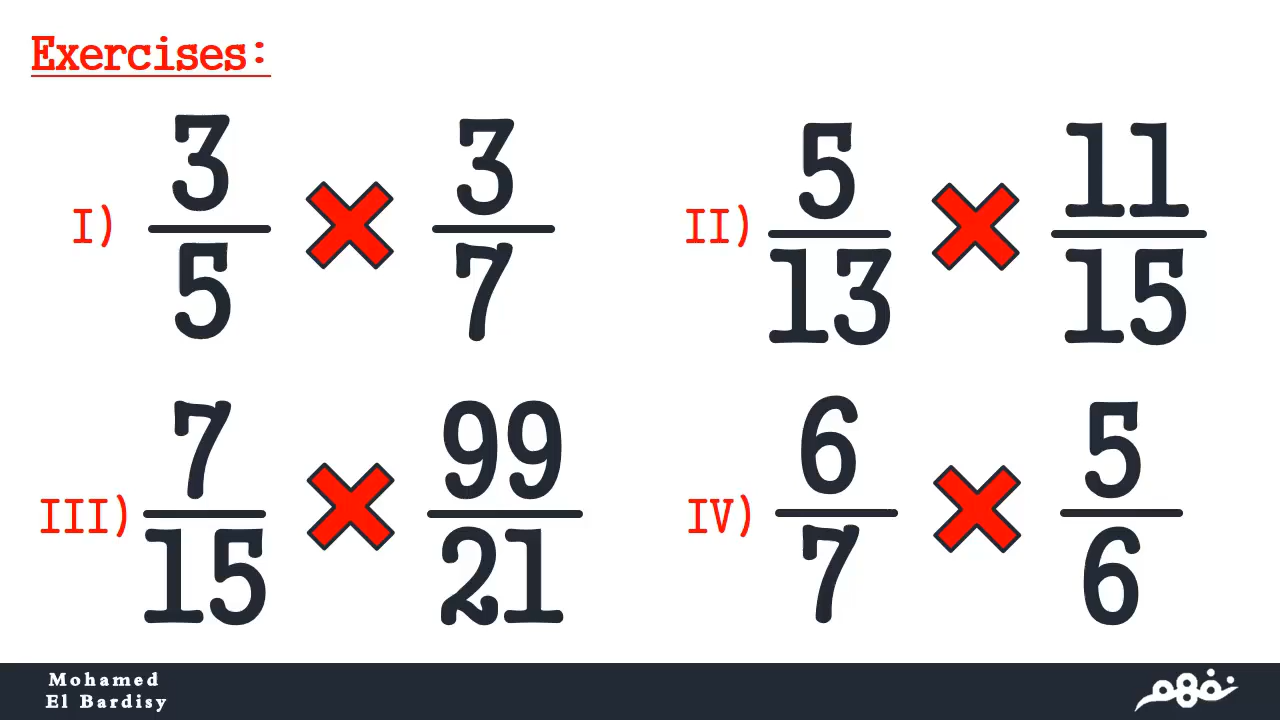 Exercises:
I) 3/5 × 3/7
II) 5/13 × 11/15
III) 7/15 × 99/21
IV) 6/7 × 5/6
Mohamed
El Bardisy
نفهم